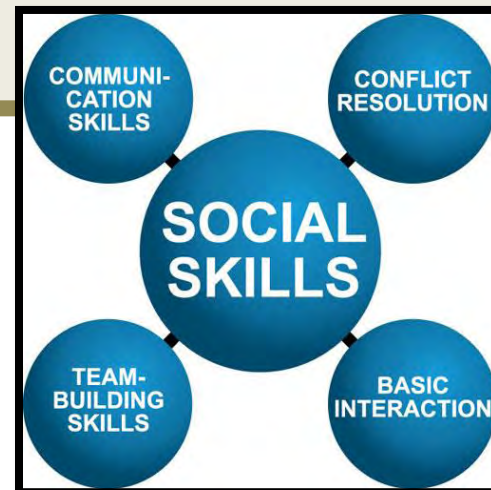 COMMUNI-
CATION
SKILLS
CONFLICT
RESOLUTION
SOCIAL
SKILLS
TEAM-
BUILDING
SKILLS
BASIC
INTERACTION